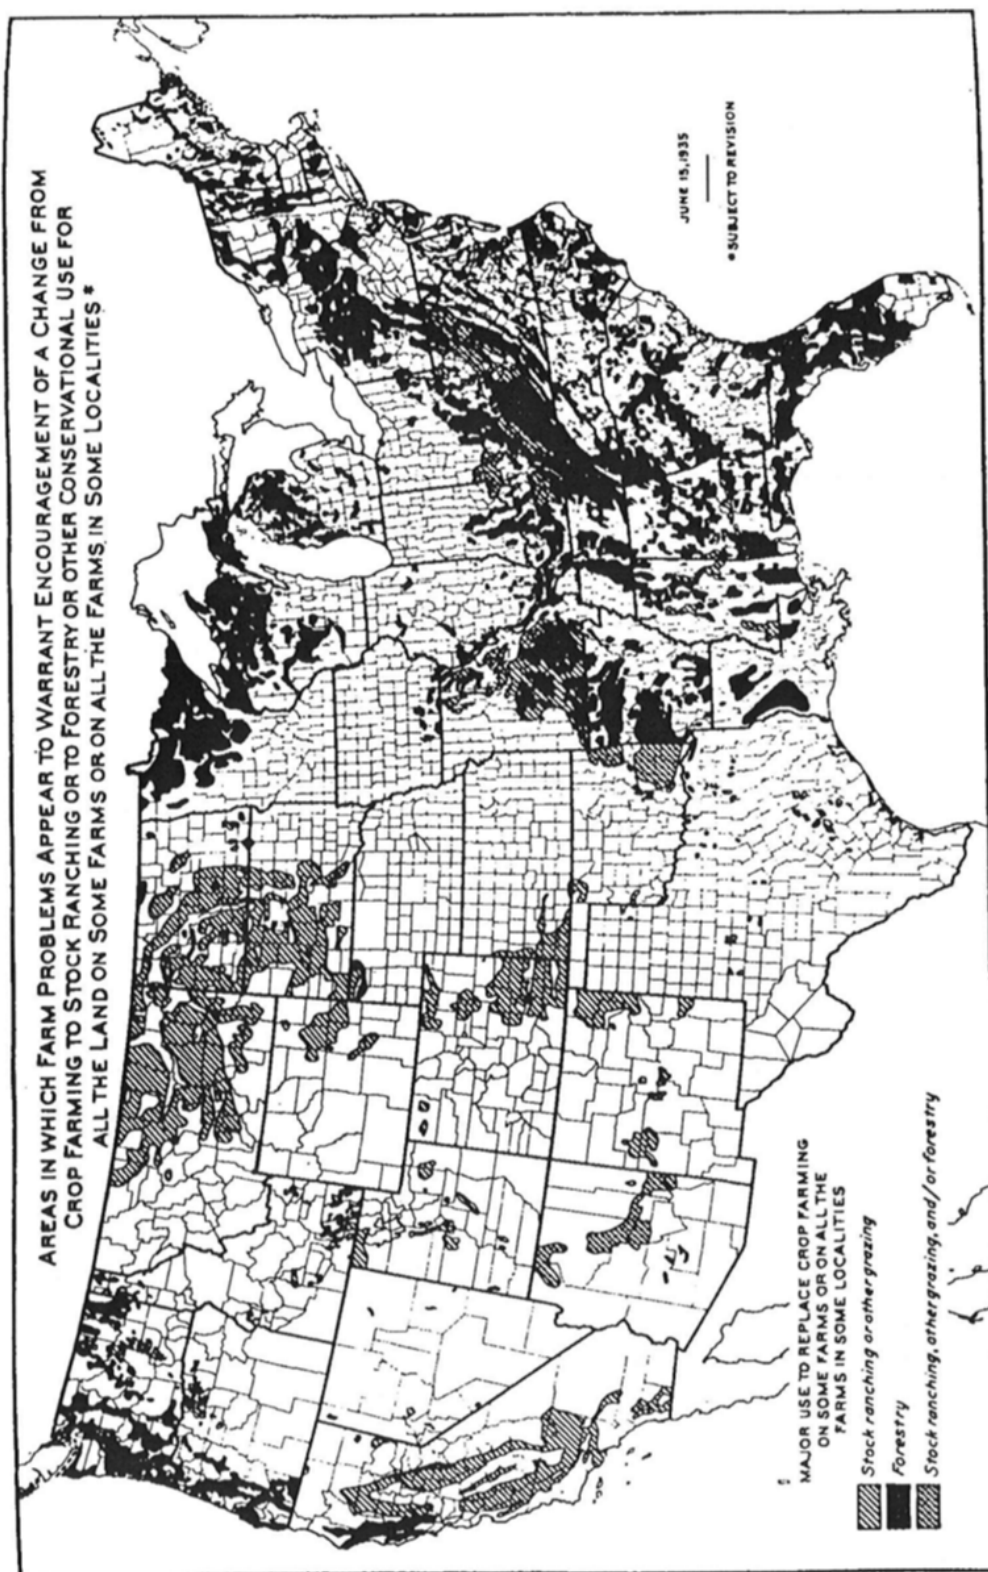 AREAS IN WHICH FARM PROBLEMS APPEAR TO WARRANT ENCOURAGEMENT OF A CHANGE FROM
CROP FARMING TO STOCK RANCHING OR TO FORESTRY OR OTHER CONSERVATIONAL USE FOR
ALL THE LAND ON SOME FARMS OR ON ALL THE FARMS IN SOME LOCALITIES*
JUNE 15, 1935
*SUBJECT TO REVISION
MAJOR USE TO REPLACE CROP FARMING
ON SOME FARMS OR ON ALL THE
FARMS IN SOME LOCALITIES
Stock ranching or other grazing
Forestry
Stock ranching, other grazing, and/or forestry